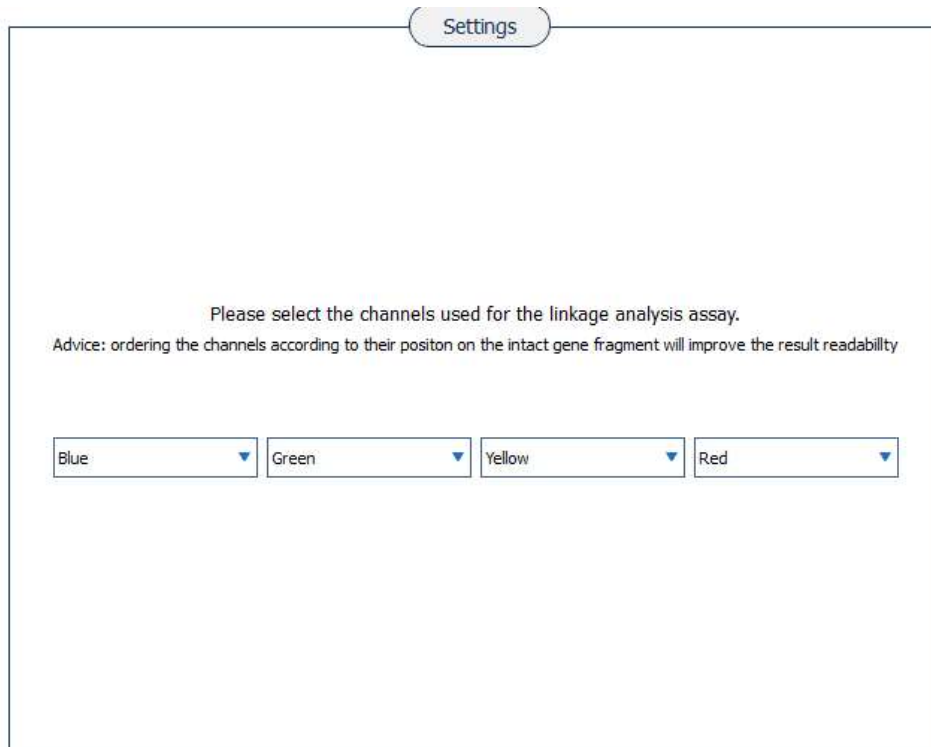 Settings
Please select the channels used for the linkage analysis assay.
Advice: ordering the channels according to their positon on the intact gene fragment will improve the result readability
Blue Green Yellow Red